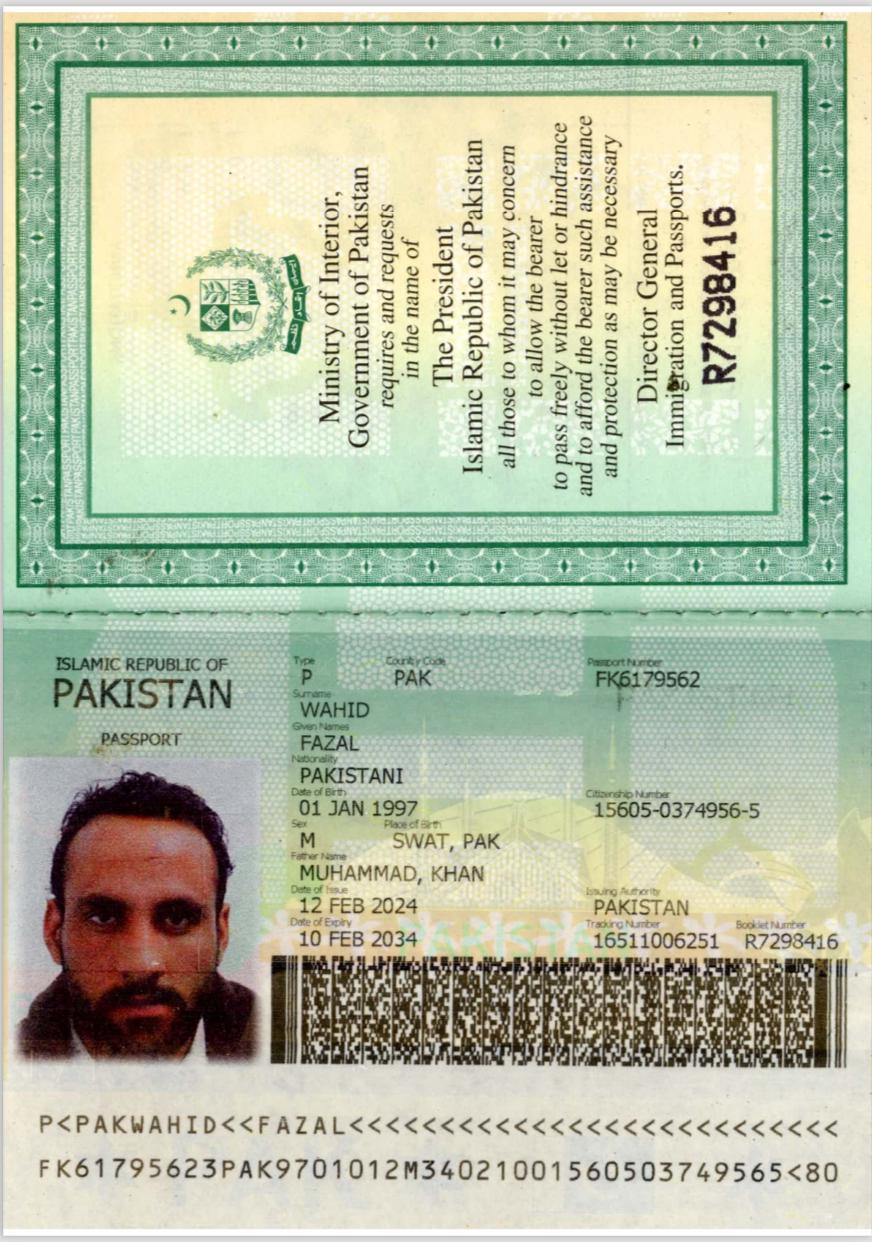 Ministry of Interior,
Government of Pakistan
requires and requests
in the name of
The President
Islamic Republic of Pakistan
all those to whom it may concern
to allow the bearer
to pass freely without let or hindrance
and to afford the bearer such assistance
and protection as may be necessary
Director General
Immigration and Passports.
R7298416
ISLAMIC REPUBLIC OF
PAKISTAN
PASSPORT
Type Country Code Passport Number
P PAK FK6179562
Surname
WAHID
Given Names
FAZAL
Nationality
PAKISTANI
Date of Birth Citizenship Number
01 JAN 1997 15605-0374956-5
Sex Place of Birth
M SWAT, PAK
Father Name
MUHAMMAD, KHAN
Date of Issue Issuing Authority
12 FEB 2024 PAKISTAN
Date of Expiry Tracking Number Booklet Number
10 FEB 2034 16511006251 R7298416
P<PAKWAHID<<FAZAL<<<<<<<<<<<<<<<<<<<<<<<<<<<
FK61795623PAK9701012M34021001560503749565<80